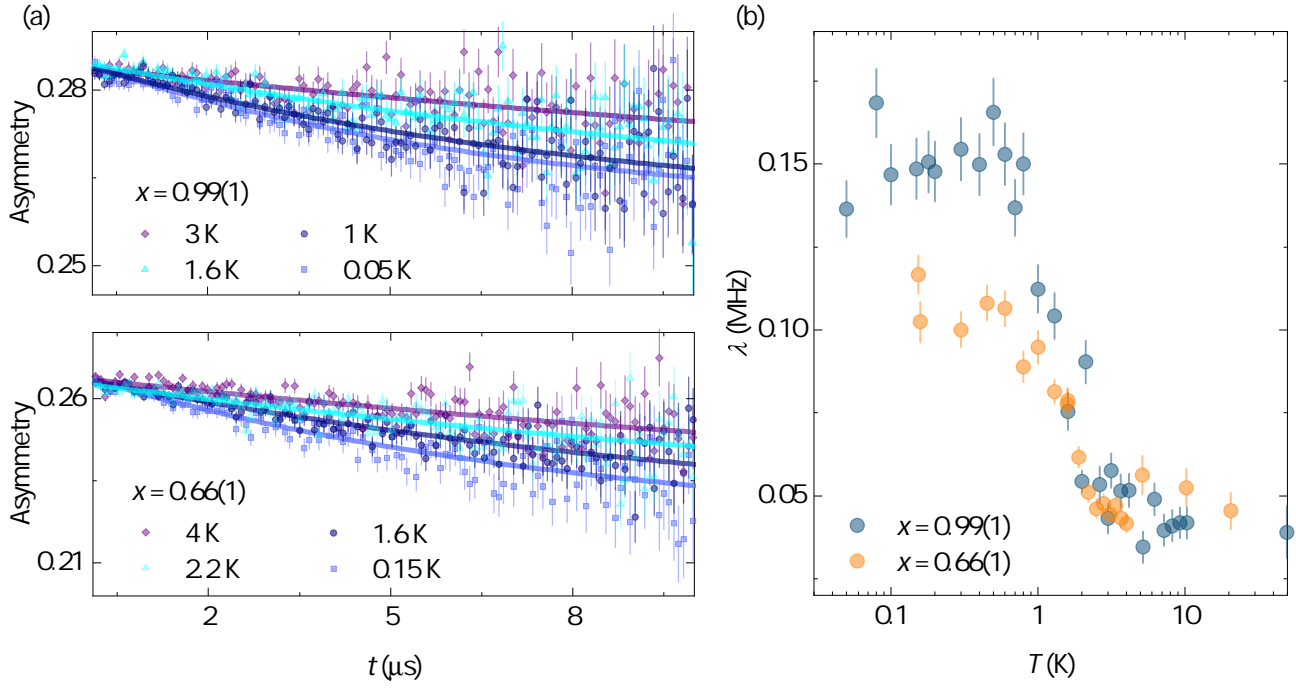 (a)
Asymmetry
0.28
0.25
x = 0.99(1)
3 K
1 K
1.6 K
0.05 K
Asymmetry
0.26
0.21
x = 0.66(1)
4 K
1.6 K
2.2 K
0.15 K
2
5
8
t (μs)
(b)
λ (MHz)
0.15
0.10
0.05
x = 0.99(1)
x = 0.66(1)
0.1
1
10
T (K)